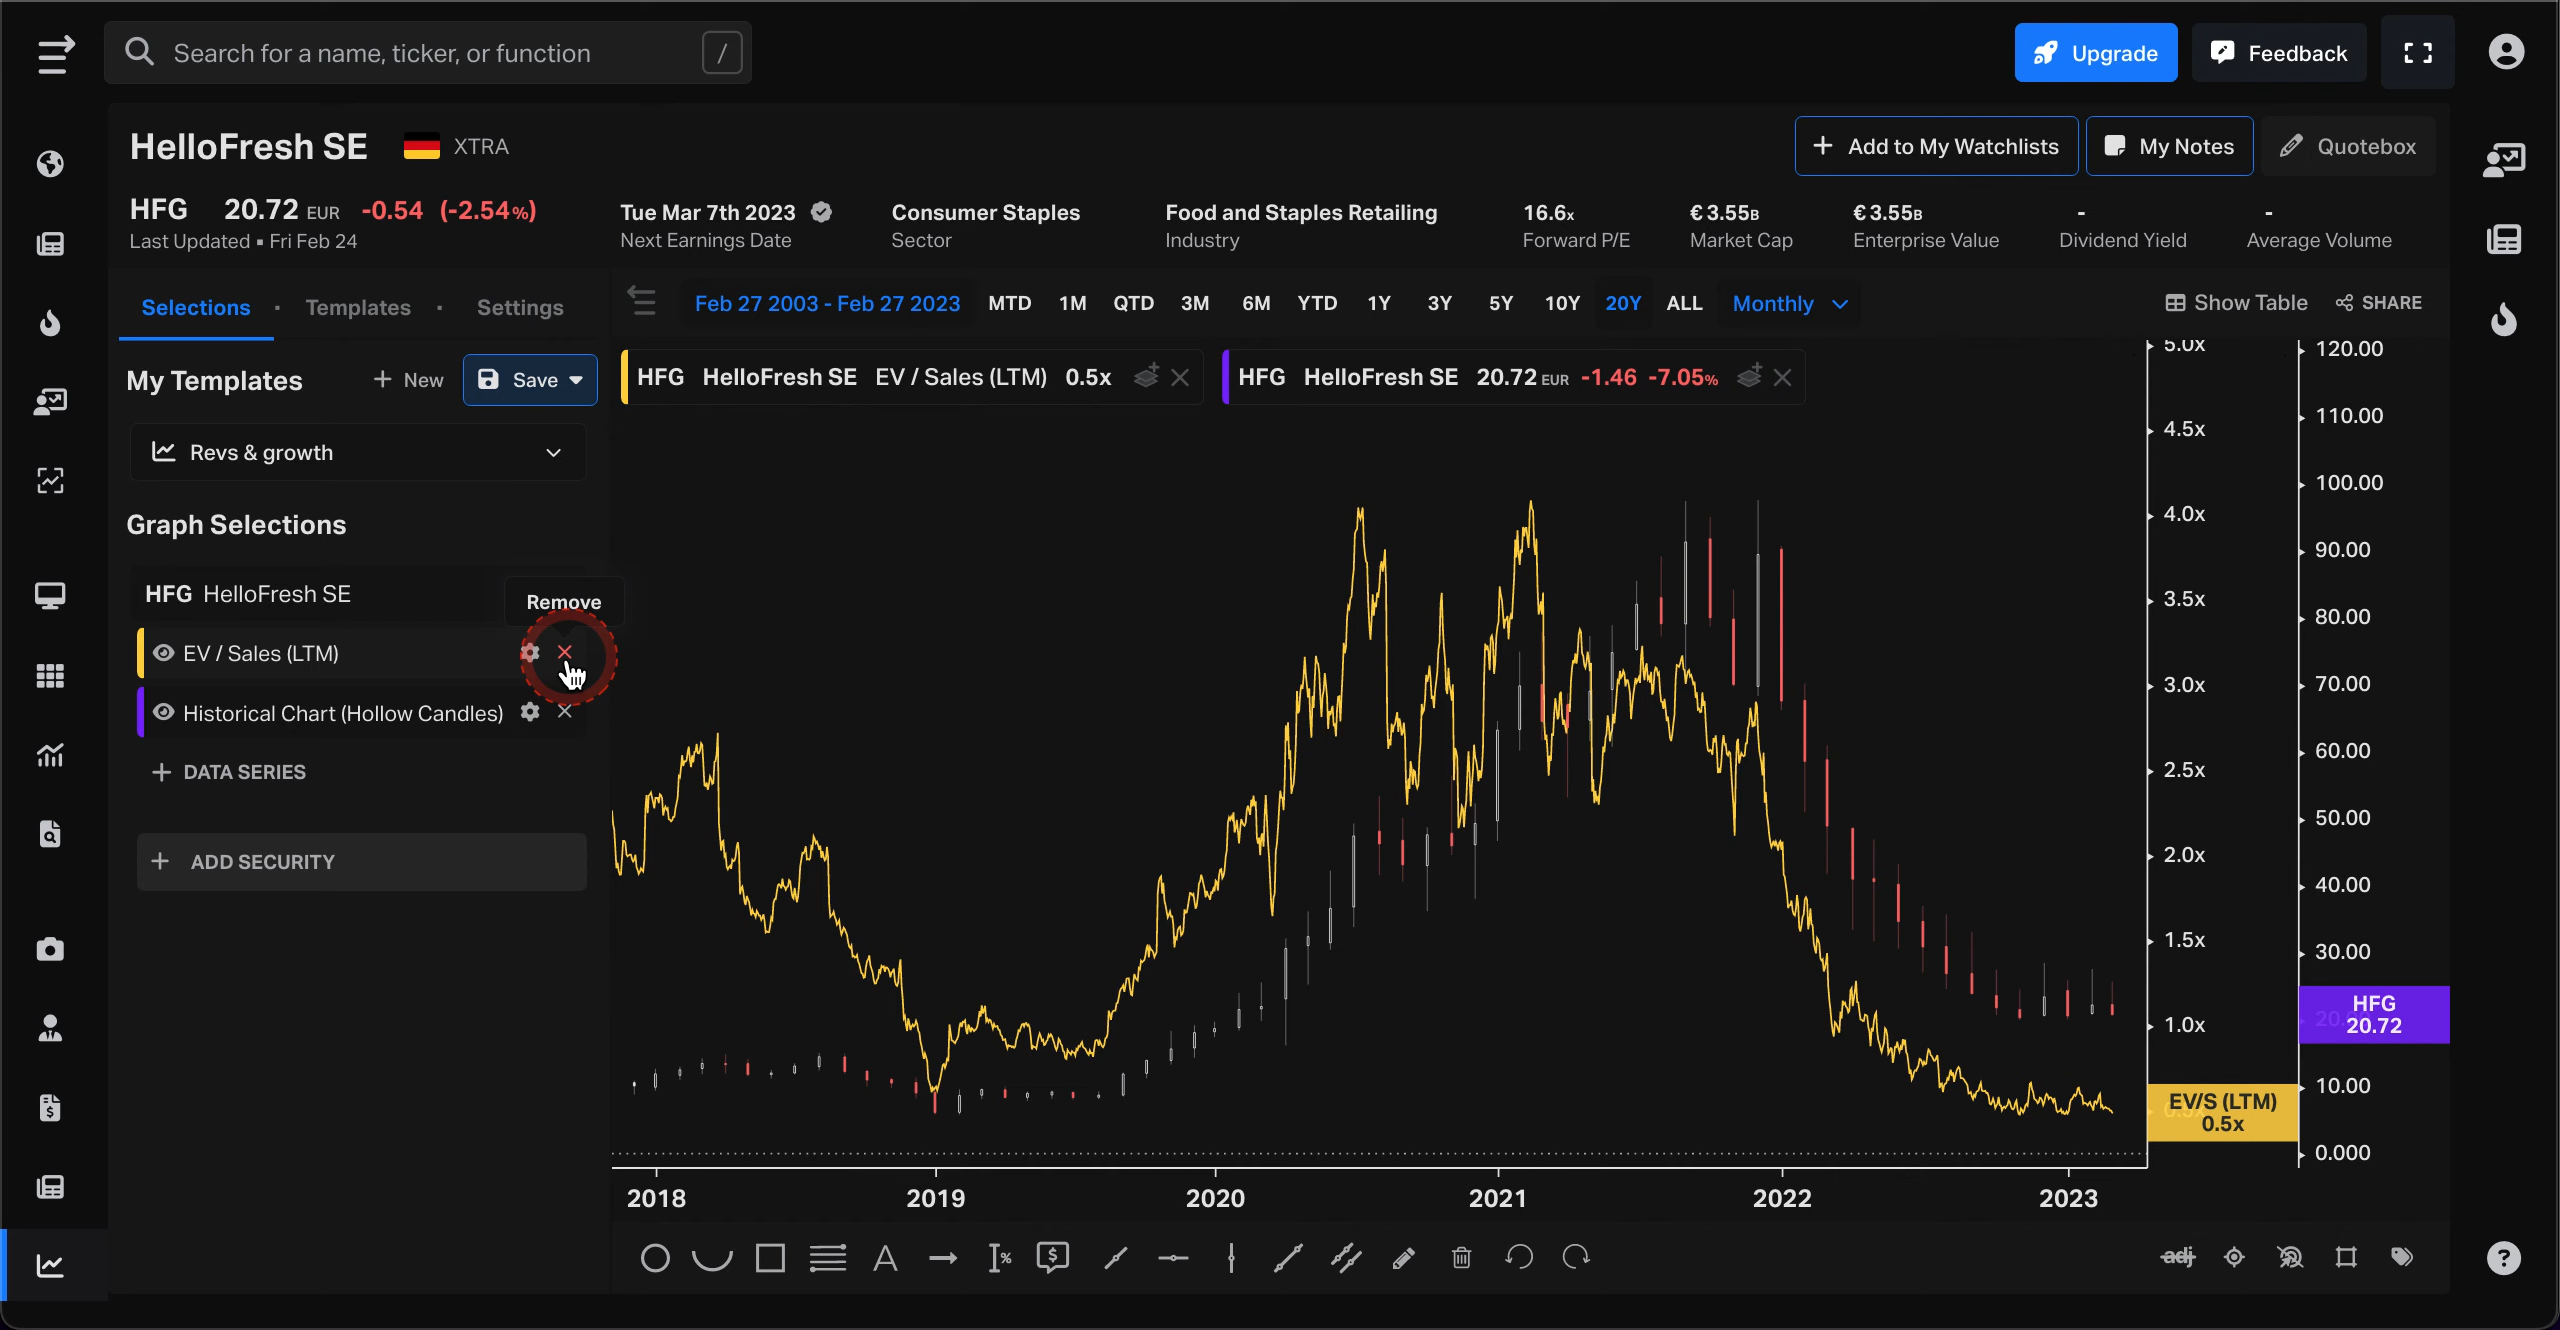 Search for a name, ticker, or function /
Upgrade
Feedback
HelloFresh SE XTRA
+ Add to My Watchlists
My Notes
Quotebox
HFG 20.72 EUR -0.54 (-2.54%)
Last Updated ▪ Fri Feb 24
Tue Mar 7th 2023
Next Earnings Date
Consumer Staples
Sector
Food and Staples Retailing
Industry
16.6x
Forward P/E
€3.55B
Market Cap
€3.55B
Enterprise Value
-
Dividend Yield
-
Average Volume
Selections · Templates · Settings
Feb 27 2003 - Feb 27 2023 MTD 1M QTD 3M 6M YTD 1Y 3Y 5Y 10Y 20Y ALL Monthly
Show Table SHARE
My Templates + New Save
Revs & growth
Graph Selections
HFG HelloFresh SE
Remove
EV / Sales (LTM)
Historical Chart (Hollow Candles)
+ DATA SERIES
+ ADD SECURITY
HFG HelloFresh SE EV / Sales (LTM) 0.5x
HFG HelloFresh SE 20.72 EUR -1.46 -7.05%
5.0x
4.5x
4.0x
3.5x
3.0x
2.5x
2.0x
1.5x
1.0x
EV/S (LTM)
0.5x
120.00
110.00
100.00
90.00
80.00
70.00
60.00
50.00
40.00
30.00
HFG
20.72
10.00
0.000
2018 2019 2020 2021 2022 2023
A
%
$
adj
?